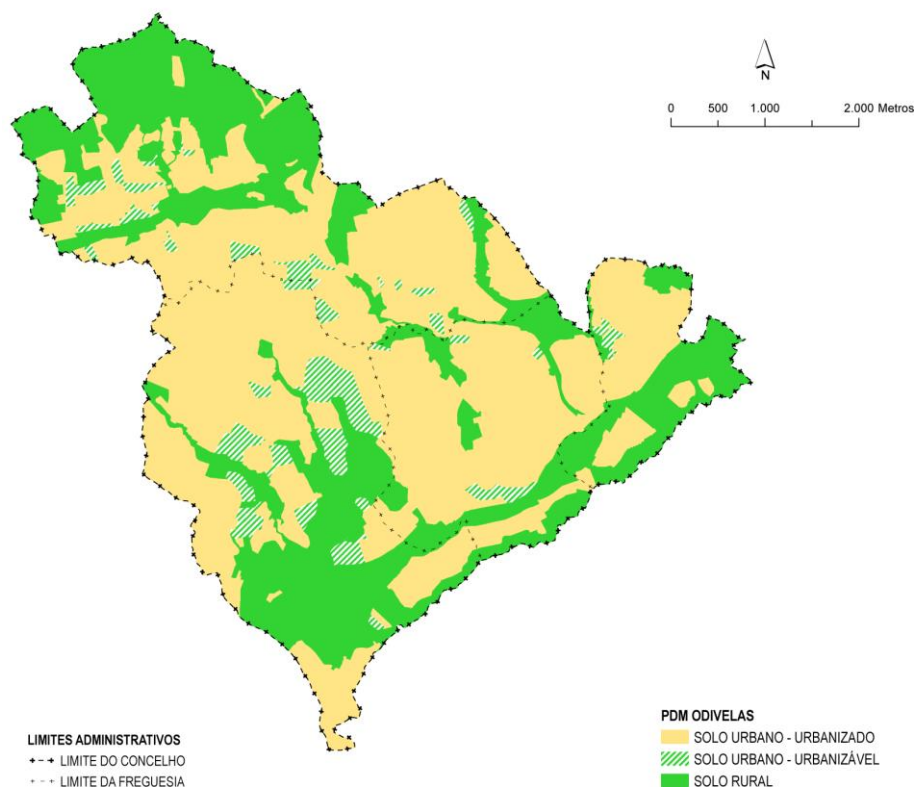 N
0 500 1.000 2.000 Metros
LIMITES ADMINISTRATIVOS
LIMITE DO CONCELHO
LIMITE DA FREGUESIA
PDM ODIVELAS
SOLO URBANO - URBANIZADO
SOLO URBANO - URBANIZÁVEL
SOLO RURAL